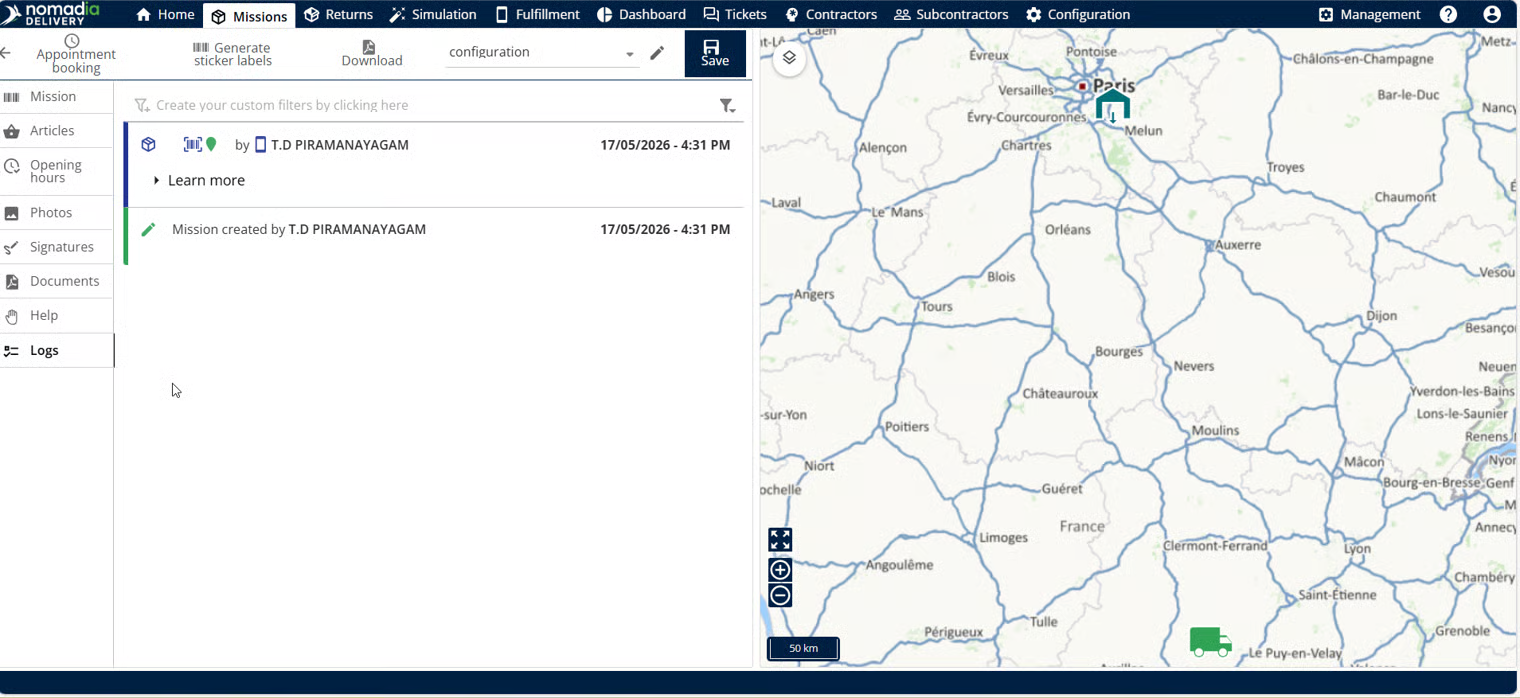 nomadia
DELIVERY
Home
Missions
Returns
Simulation
Fulfillment
Dashboard
Tickets
Contractors
Subcontractors
Configuration
Management
Appointment
booking
Generate
sticker labels
Download
configuration
Save
Mission
Articles
Opening
hours
Photos
Signatures
Documents
Help
Logs
Create your custom filters by clicking here
by T.D PIRAMANAYAGAM
17/05/2026 - 4:31 PM
Learn more
Mission created by T.D PIRAMANAYAGAM
17/05/2026 - 4:31 PM
Caen
Pontoise
Metz
Évreux
Châlons-en-Champagne
Paris
Versailles
Bar-le-Duc
Nancy
Évry-Courcouronnes
Melun
Alençon
Chartres
Troyes
Chaumont
Laval
Le Mans
Orléans
Auxerre
Vesou
Blois
Angers
Tours
Dijon
Besanço
Bourges
Nevers
Neuen
Châteauroux
Yverdon-les-Bains
Lons-le-Saunier
-sur-Yon
Poitiers
Moulins
Renens
Niort
Mâcon
Nyon
Bourg-en-Bresse
Genf
ochelle
Guéret
France
Annecy
Limoges
Clermont-Ferrand
Lyon
Angoulême
Chambéry
Saint-Étienne
Tulle
Périgueux
Grenoble
50 km
Le Puy-en-Velay